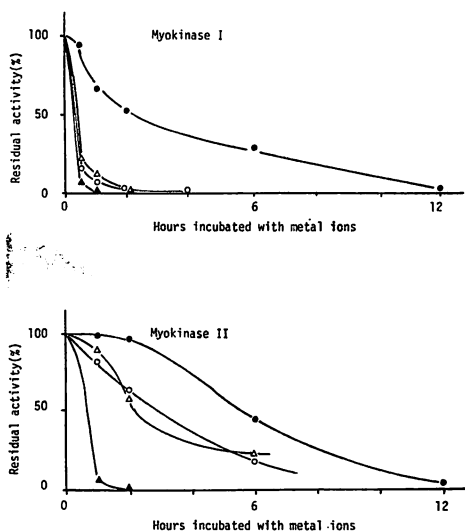 Myokinase I
Residual activity(%)
100
50
0
0
6
12
Hours incubated with metal ions
Myokinase II
Residual activity(%)
100
50
0
0
6
12
Hours incubated with metal ions